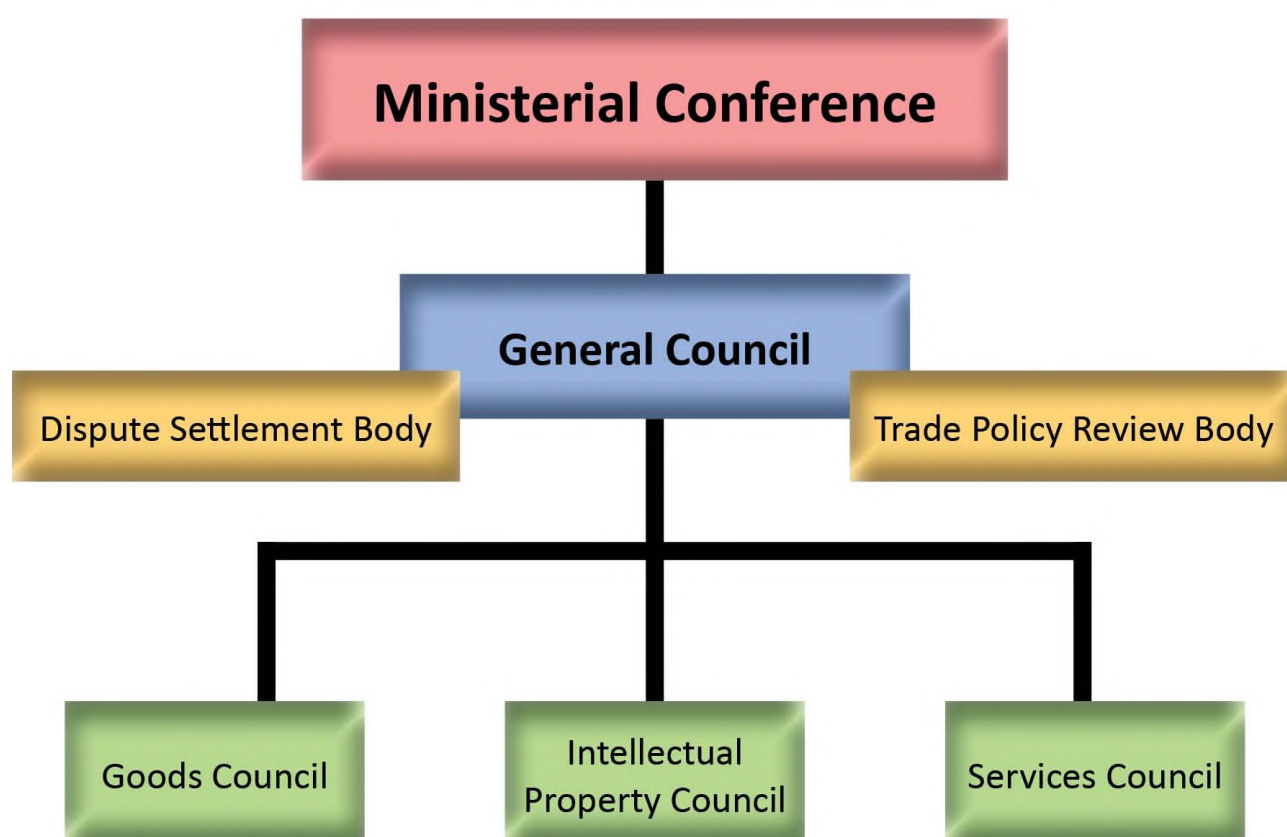 Ministerial Conference
General Council
Dispute Settlement Body
Trade Policy Review Body
Goods Council
Intellectual
Property Council
Services Council